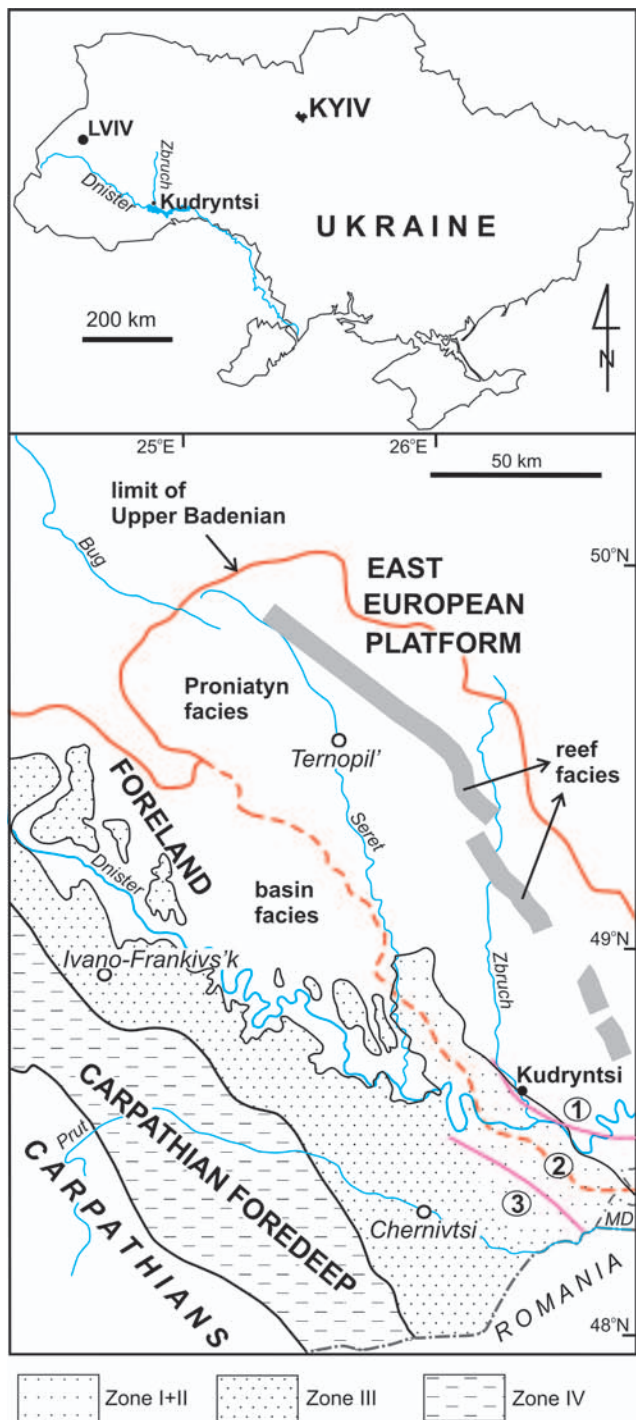 KYIV
LVIV
Zbruch
Dnister
Kudryntsi
UKRAINE
200 km
N
25°E
26°E
50 km
limit of
Upper Badenian
Bug
50°N
EAST
EUROPEAN
PLATFORM
Proniatyn
facies
reef
facies
Ternopil'
FORELAND
Seret
Dnister
basin
facies
49°N
Ivano-Frankivs'k
Zbruch
Kudryntsi
1
CARPATHIAN FOREDEEP
2
Prut
3
CARPATHIANS
Chernivtsi
MD
ROMANIA
48°N
Zone I+II
Zone III
Zone IV